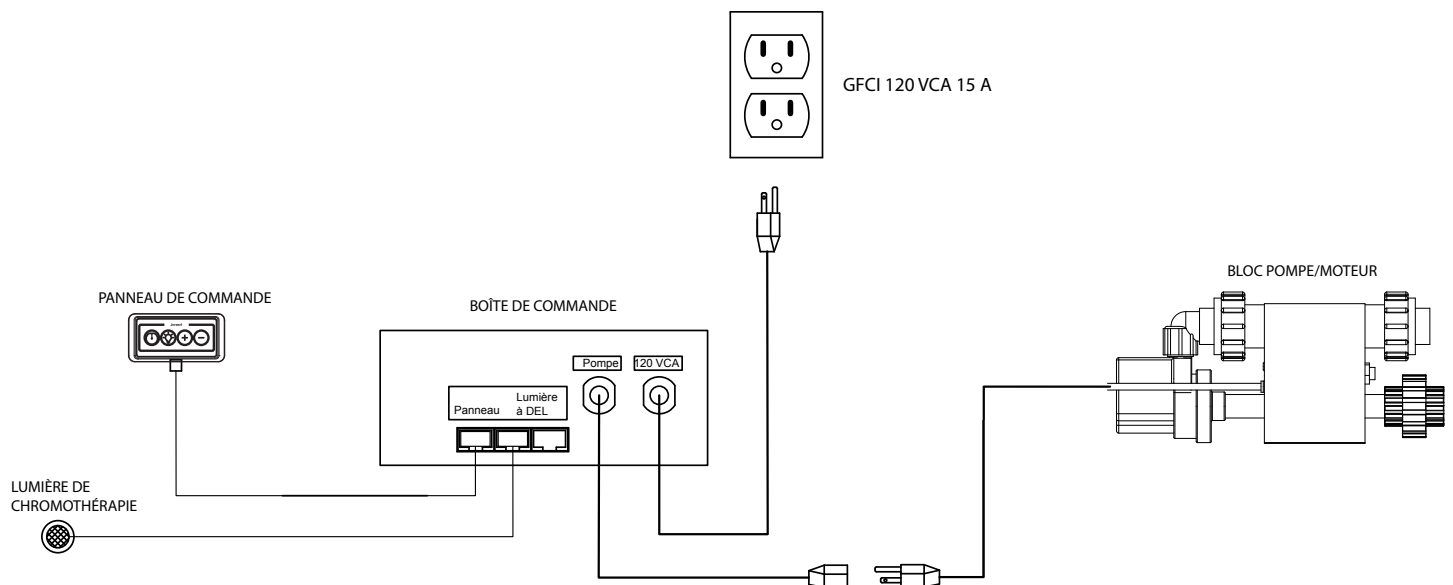 GFCI 120 VCA 15 A
BLOC POMPE/MOTEUR
PANNEAU DE COMMANDE
BOÎTE DE COMMANDE
Pompe
120 VCA
Lumière
Panneau
à DEL
LUMIÈRE DE
CHROMOTHÉRAPIE